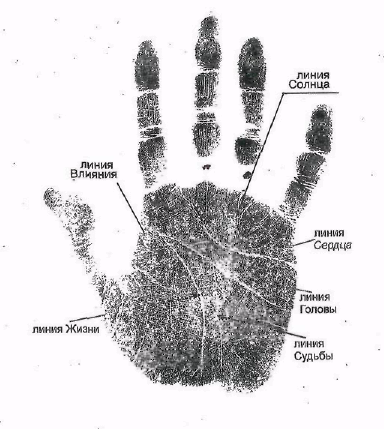 линия
Солнца
линия
Влияния
линия
Сердца
линия
Головы
линия Жизни
линия
Судьбы